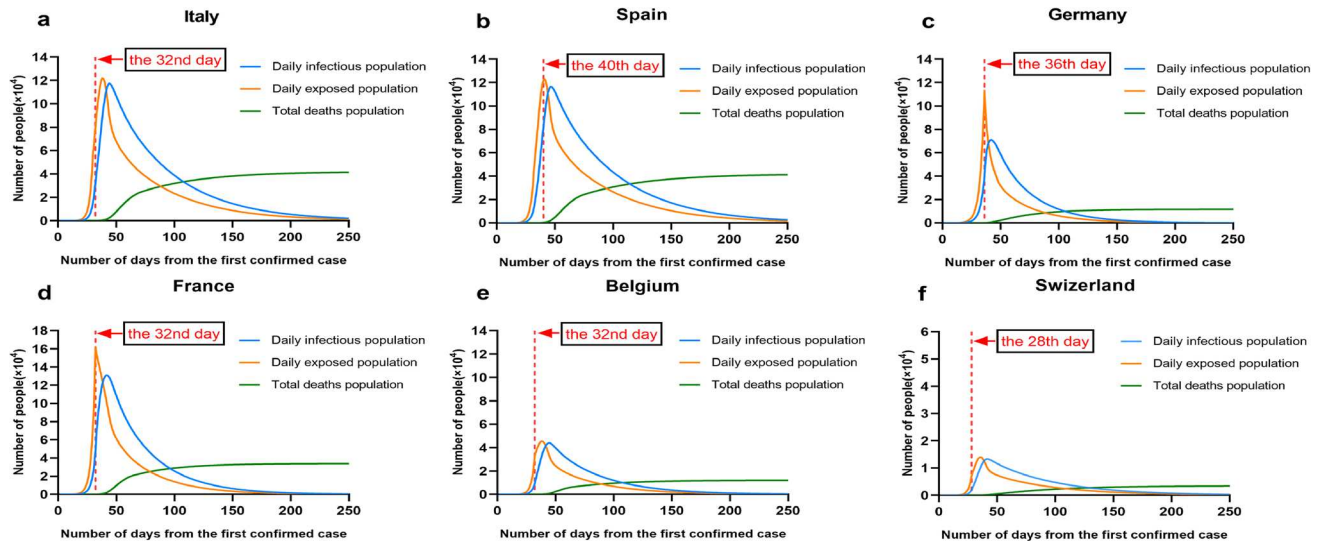 a
Italy
Number of people(×10⁴)
14
12
10
8
6
4
2
0
the 32nd day
Daily infectious population
Daily exposed population
Total deaths population
0 50 100 150 200 250
Number of days from the first confirmed case
b
Spain
Number of people(×10⁴)
14
12
10
8
6
4
2
0
the 40th day
Daily infectious population
Daily exposed population
Total deaths population
0 50 100 150 200 250
Number of days from the first confirmed case
c
Germany
Number of people(×10⁴)
14
12
10
8
6
4
2
0
the 36th day
Daily infectious population
Daily exposed population
Total deaths population
0 50 100 150 200 250
Number of days from the first confirmed case
d
France
Number of people(×10⁴)
18
16
14
12
10
8
6
4
2
0
the 32nd day
Daily infectious population
Daily exposed population
Total deaths population
0 50 100 150 200 250
Number of days from the first confirmed case
e
Belgium
Number of people(×10⁴)
14
12
10
8
6
4
2
0
the 32nd day
Daily infectious population
Daily exposed population
Total deaths population
0 50 100 150 200 250
Number of days from the first confirmed case
f
Swizerland
Number of people(×10⁴)
6
5
4
3
2
1
0
the 28th day
Daily infectious population
Daily exposed population
Total deaths population
0 50 100 150 200 250
Number of days from the first confirmed case